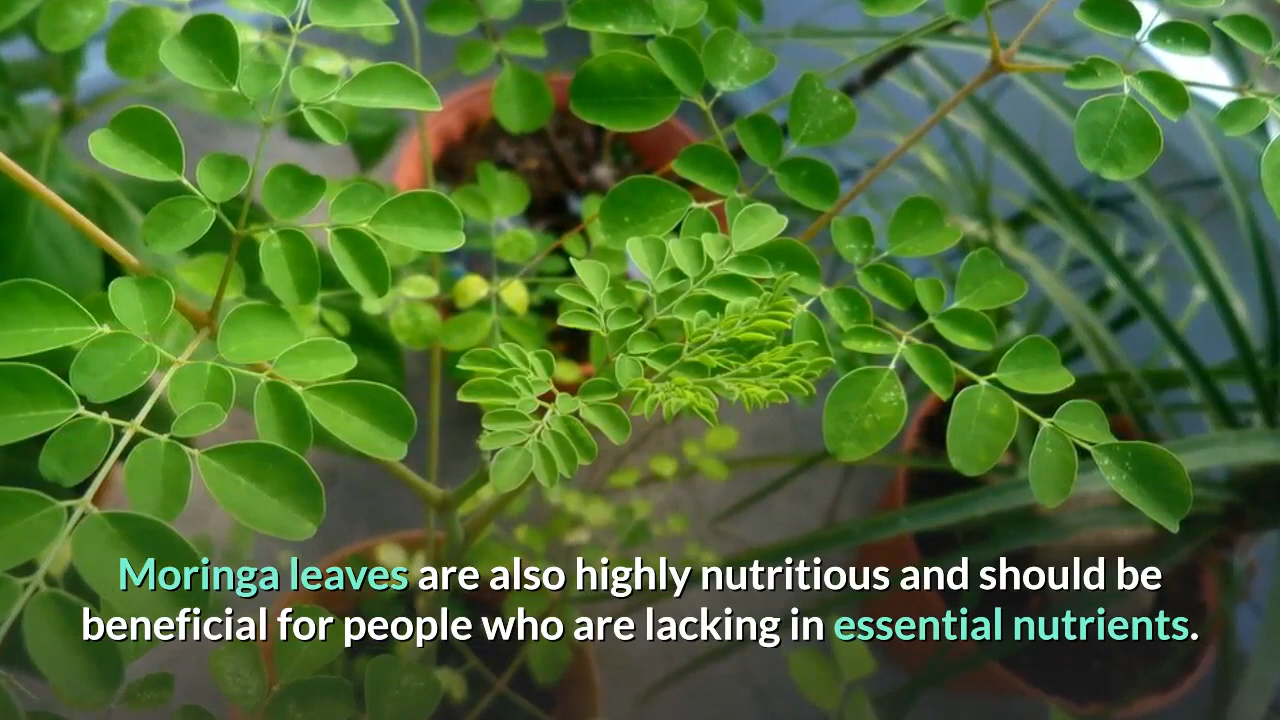 Moringa leaves are also highly nutritious and should be
beneficial for people who are lacking in essential nutrients.